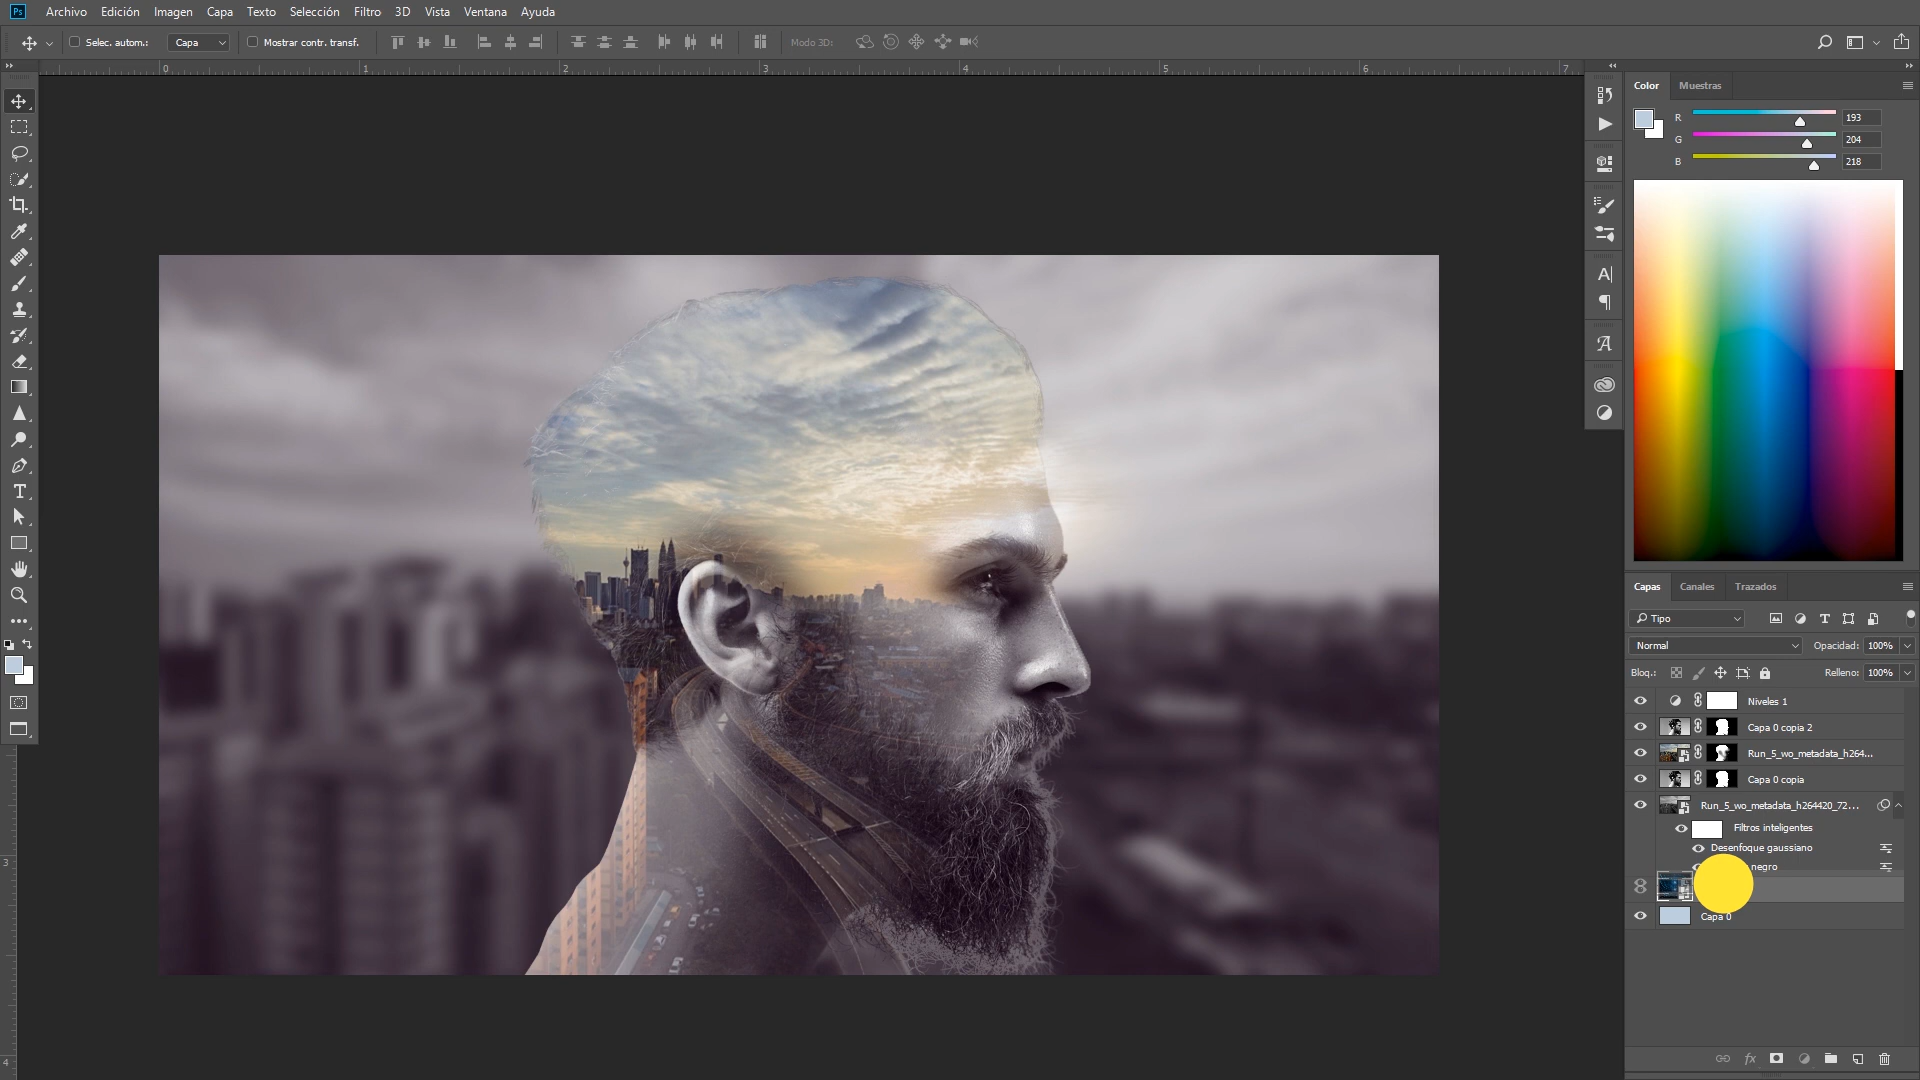 Ps Archivo Edición Imagen Capa Texto Selección Filtro 3D Vista Ventana Ayuda
Selec. autom.: Capa Mostrar contr. transf. Modo 3D:
0 1 2 3 4 5 6 7
Color Muestras
R 193
G 204
B 218
Capas Canales Trazados
Tipo
Normal Opacidad: 100%
Bloq.: Relleno: 100%
Niveles 1
Capa 0 copia 2
Run_5_wo_metadata_h264...
Capa 0 copia
Run_5_wo_metadata_h264420_72...
Filtros inteligentes
Desenfoque gaussiano
negro
Capa 0
3
4
fx